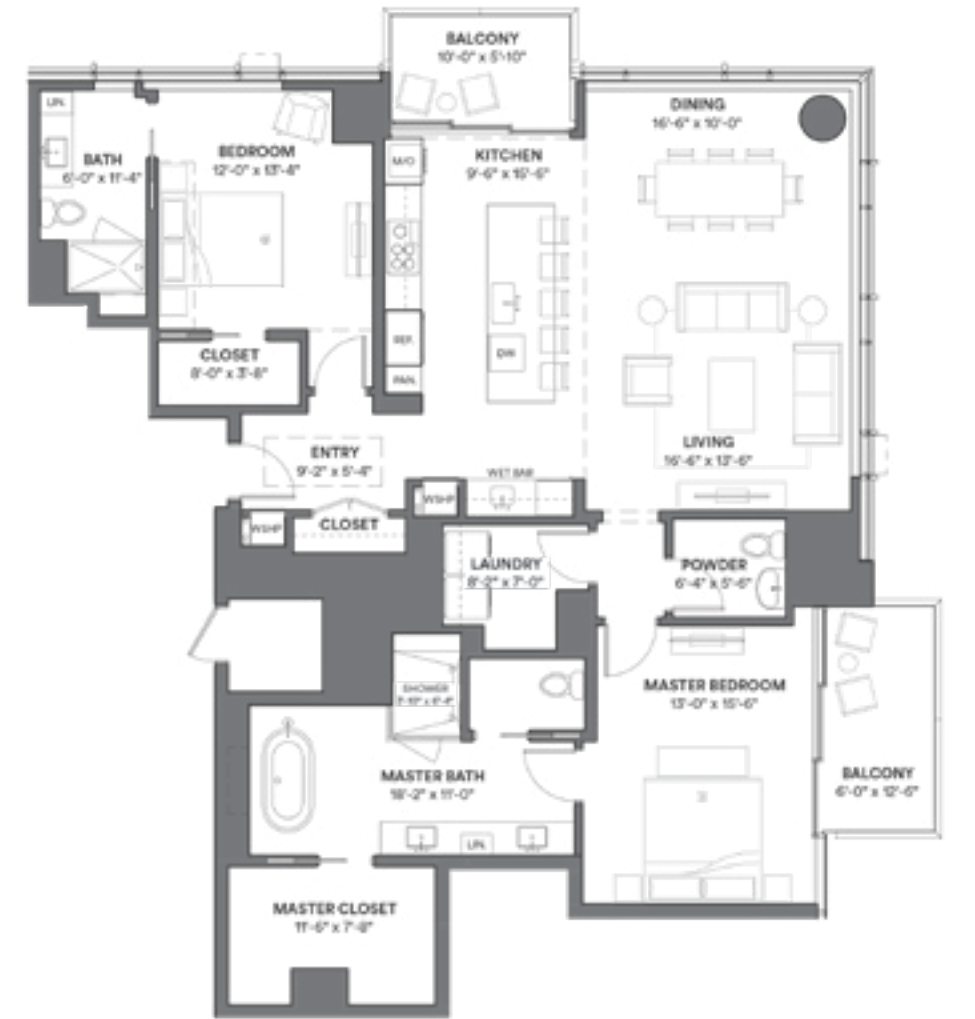 BALCONY
10'-0" x 5'-10"
DINING
16'-6" x 10'-0"
LIN.
BATH
6'-0" x 11'-4"
BEDROOM
12'-0" x 13'-4"
M/O
KITCHEN
9'-6" x 15'-6"
REF.
DW
PAN.
CLOSET
8'-0" x 3'-8"
LIVING
16'-6" x 13'-6"
ENTRY
9'-2" x 5'-4"
WET BAR
WSHP
CLOSET
WSHP
LAUNDRY
8'-2" x 7'-0"
POWDER
6'-4" x 5'-6"
SHOWER
MASTER BEDROOM
13'-0" x 15'-6"
MASTER BATH
18'-2" x 11'-0"
BALCONY
6'-0" x 12'-6"
LIN.
MASTER CLOSET
11'-6" x 7'-8"